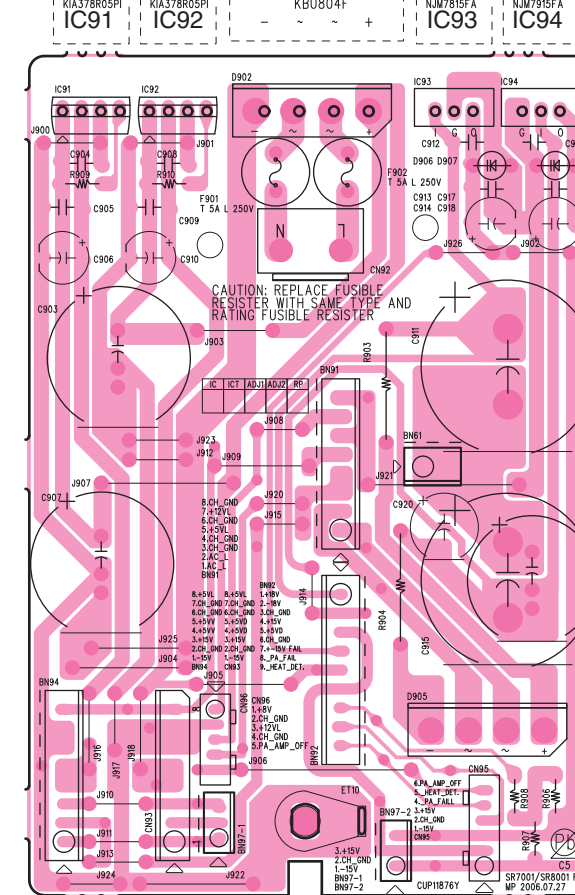 KIA378R05PI KIA378R05PI KBU804F NJM7815FA NJM7915FA
IC91 IC92 − ~ ~ + IC93 IC94
IC91 IC92 D902 IC93 IC94
− ~ ~ +
I G O G I O
J900 J901 C912
C904 C908 D906 D907
R909 R910
F902
T 5A L 250V
F901
T 5A L 250V
C913 C917
C914 C918
C905 C909
N L
J926 J902
C906 C910
CN92
CAUTION: REPLACE FUSIBLE
RESISTER WITH SAME TYPE AND
RATING FUSIBLE RESISTER
C903
J903 R903 C911
BN91
IC ICT ADJ1 ADJ2 RP
J908
J923 BN61
J912
J909
J907 J921
C907
J920
J915
C920
8.CH_GND
7.+12VL
6.CH_GND
5.+5VL
4.CH_GND
3.CH_GND
2.AC_L
1.AC_L
BN91
BN92
8.+5VL 8.+5VL 1.+18V
7.CH_GND 7.CH_GND 2.-18V
6.CH_GND 6.CH_GND 3.CH_GND
5.+5VV 5.+5VD 4.+15V
4.+5VV 4.+5VD 5.+5VD
3.+15V 3.+15V 6.CH_GND
2.CH_GND 2.CH_GND 7.+-15V FAIL
1.-15V 1.-15V 8._PA_FAIL
BN94 CN93 9._HEAT_DET.
J914
R904
J925 C915
J904
J905
BN94 D905
CN96 CN96
1.+8V
2.CH_GND
3.+12VL
4.CH_GND
5.PA_AMP_OFF
BN92
− ~ ~ +
J916 J917 J918
J906 CN95
6.PA_AMP_OFF
5._HEAT_DET.
4._PA_FAILL
3.+15V
2.CH_GND
1.-15V
CN95
ET10
R908 R906
J910
CN93 BN97-1 BN97-2
J911 R907
J913
3.+15V
2.CH_GND
1.-15V
BN97-1
BN97-2
J924 J922 CUP11876Y
SR7001/SR8001
2006.07.27